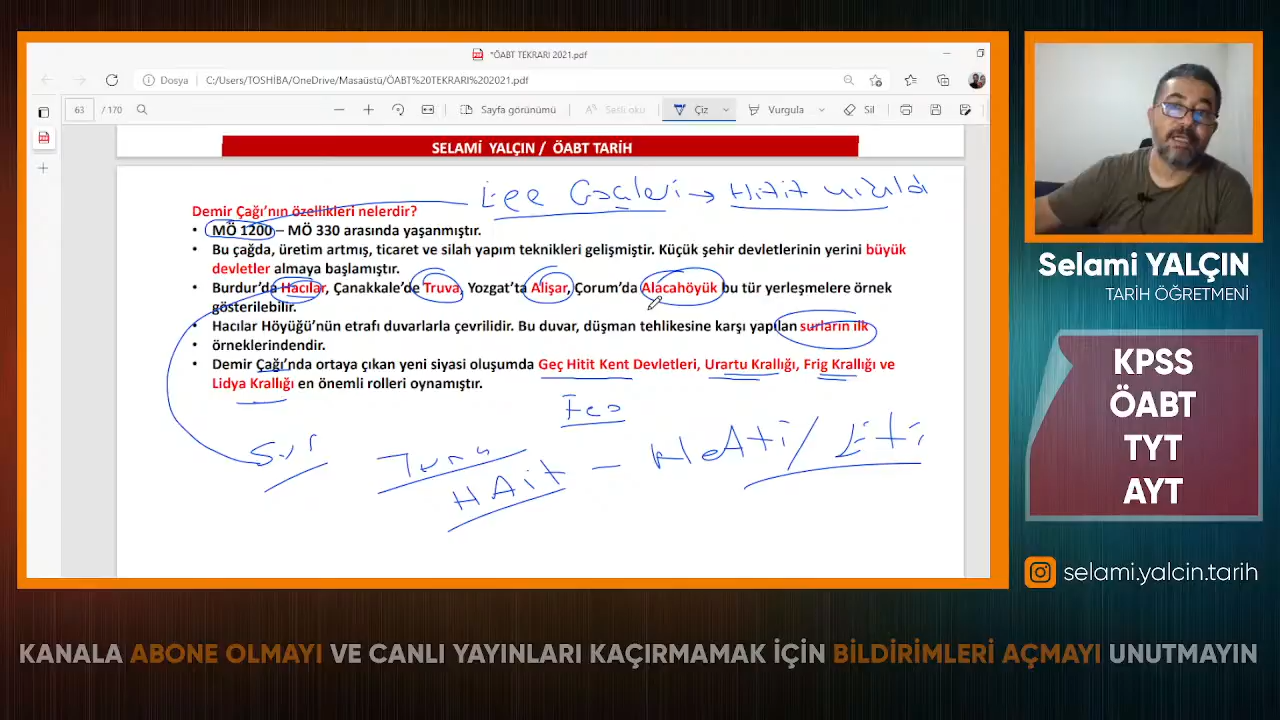 *ÖABT TEKRARI 2021.pdf
Dosya C:/Users/TOSHİBA/OneDrive/Masaüstü/ÖABT%20TEKRARI%202021.pdf
63 / 170 Sayfa görünümü Sesli oku Çiz Vurgula Sil
SELAMİ YALÇIN / ÖABT TARİH
Ege Göçleri → Hitit yıkıldı
Demir Çağı'nın özellikleri nelerdir?
• MÖ 1200 – MÖ 330 arasında yaşanmıştır.
• Bu çağda, üretim artmış, ticaret ve silah yapım teknikleri gelişmiştir. Küçük şehir devletlerinin yerini büyük
devletler almaya başlamıştır.
• Burdur'da Hacılar, Çanakkale'de Truva, Yozgat'ta Alişar, Çorum'da Alacahöyük bu tür yerleşmelere örnek
gösterilebilir.
• Hacılar Höyüğü'nün etrafı duvarlarla çevrilidir. Bu duvar, düşman tehlikesine karşı yapılan surların ilk
• örneklerindendir.
• Demir Çağı'nda ortaya çıkan yeni siyasi oluşumda Geç Hitit Kent Devletleri, Urartu Krallığı, Frig Krallığı ve
Lidya Krallığı en önemli rolleri oynamıştır.
Sur
HAit –
/ Eti
Selami YALÇIN
TARİH ÖĞRETMENİ
KPSS
ÖABT
TYT
AYT
selami.yalcin.tarih
KANALA ABONE OLMAYI VE CANLI YAYINLARI KAÇIRMAMAK İÇİN BİLDİRİMLERİ AÇMAYI UNUTMAYIN